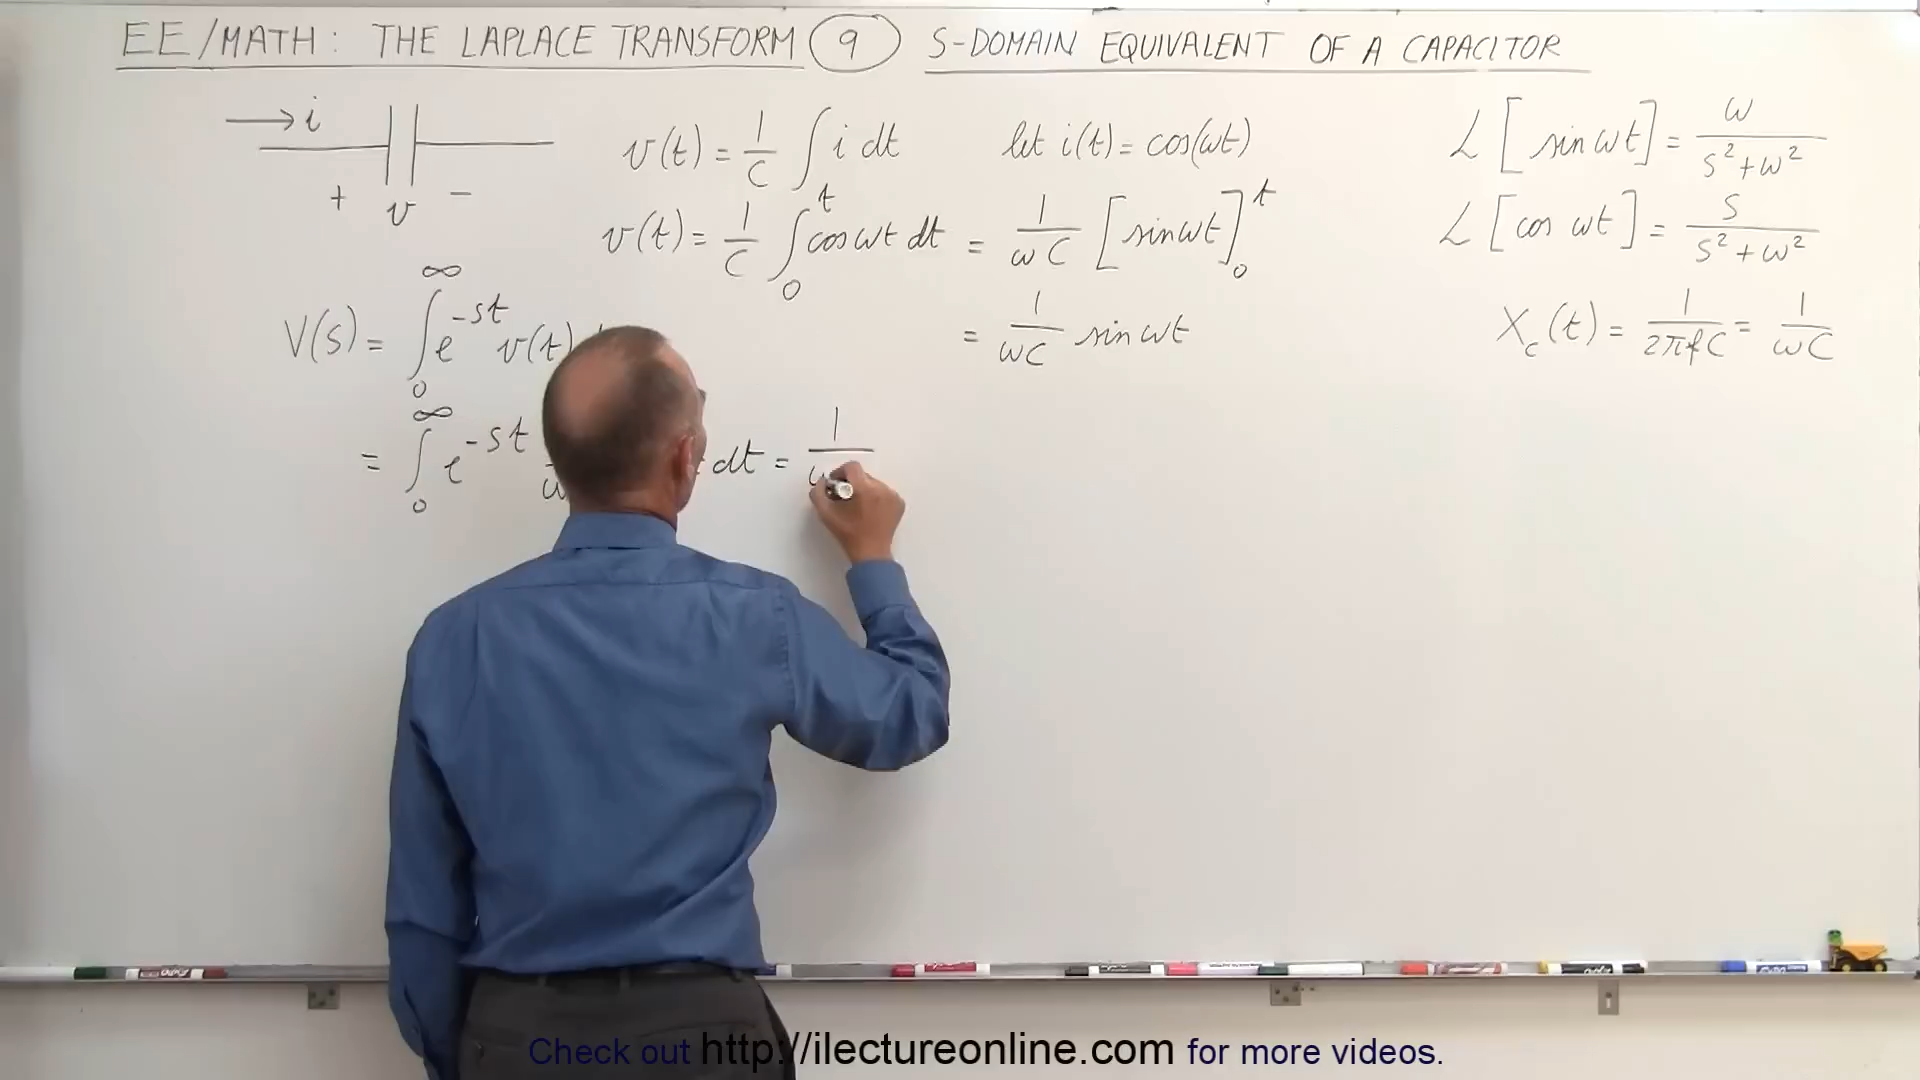 EE/MATH: THE LAPLACE TRANSFORM 9 S-DOMAIN EQUIVALENT OF A CAPACITOR
→ i
+ v −
v(t) = 1/C ∫ i dt
let i(t) = cos(ωt)
v(t) = 1/C ∫₀ᵗ cos ωt dt = 1/ωC [sin ωt]₀ᵗ
= 1/ωC sin ωt
L[sin ωt] = ω/(s²+ω²)
L[cos ωt] = s/(s²+ω²)
X_c(t) = 1/2πfC = 1/ωC
V(s) = ∫₀^∞ e^-st v(t)
= ∫₀^∞ e^-st dt = 1/ω
Check out http://ilectureonline.com for more videos.